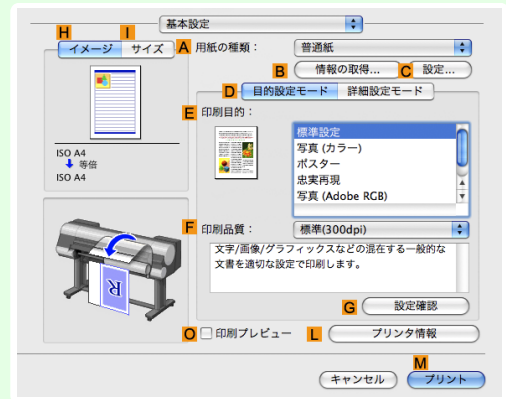 基本設定
H
I
イメージ
サイズ
A
用紙の種類：
普通紙
B
情報の取得...
C
設定...
D
目的設定モード
詳細設定モード
E
印刷目的：
標準設定
写真 (カラー)
ポスター
忠実再現
写真 (Adobe RGB)
ISO A4
等倍
ISO A4
F
印刷品質：
標準(300dpi)
文字/画像/グラフィックスなどの混在する一般的な
文書を適切な設定で印刷します。
R
G
設定確認
O
印刷プレビュー
L
プリンタ情報
M
キャンセル
プリント